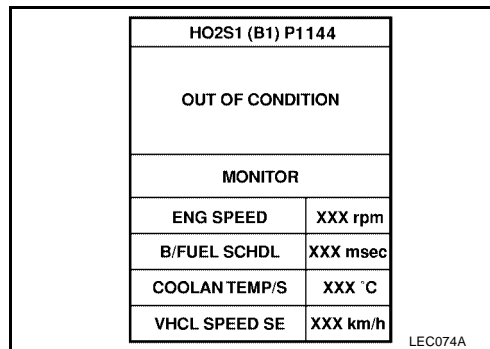 HO2S1 (B1) P1144
OUT OF CONDITION
MONITOR
ENG SPEED XXX rpm
B/FUEL SCHDL XXX msec
COOLAN TEMP/S XXX °C
VHCL SPEED SE XXX km/h
LEC074A